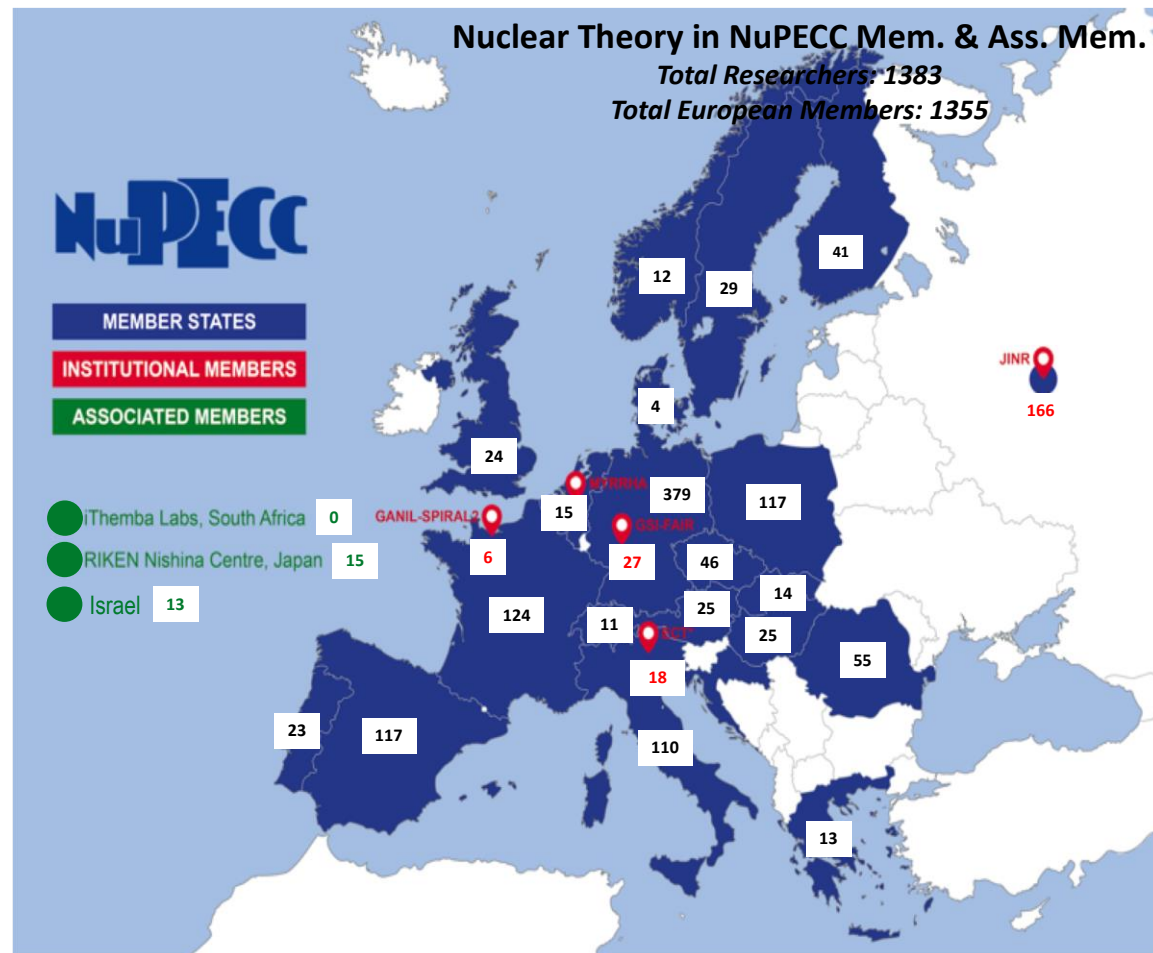 Nuclear Theory in NuPECC Mem. & Ass. Mem.
Total Researchers: 1383
Total European Members: 1355
NuPECC
MEMBER STATES
INSTITUTIONAL MEMBERS
ASSOCIATED MEMBERS
iThemba Labs, South Africa 0
RIKEN Nishina Centre, Japan 15
Israel 13
41
12
29
JINR
166
4
24
MYRRHA
379
117
15
GANIL-SPIRAL2
GSI-FAIR
6
27
46
14
124
11
25
25
ECT*
55
18
23
117
110
13